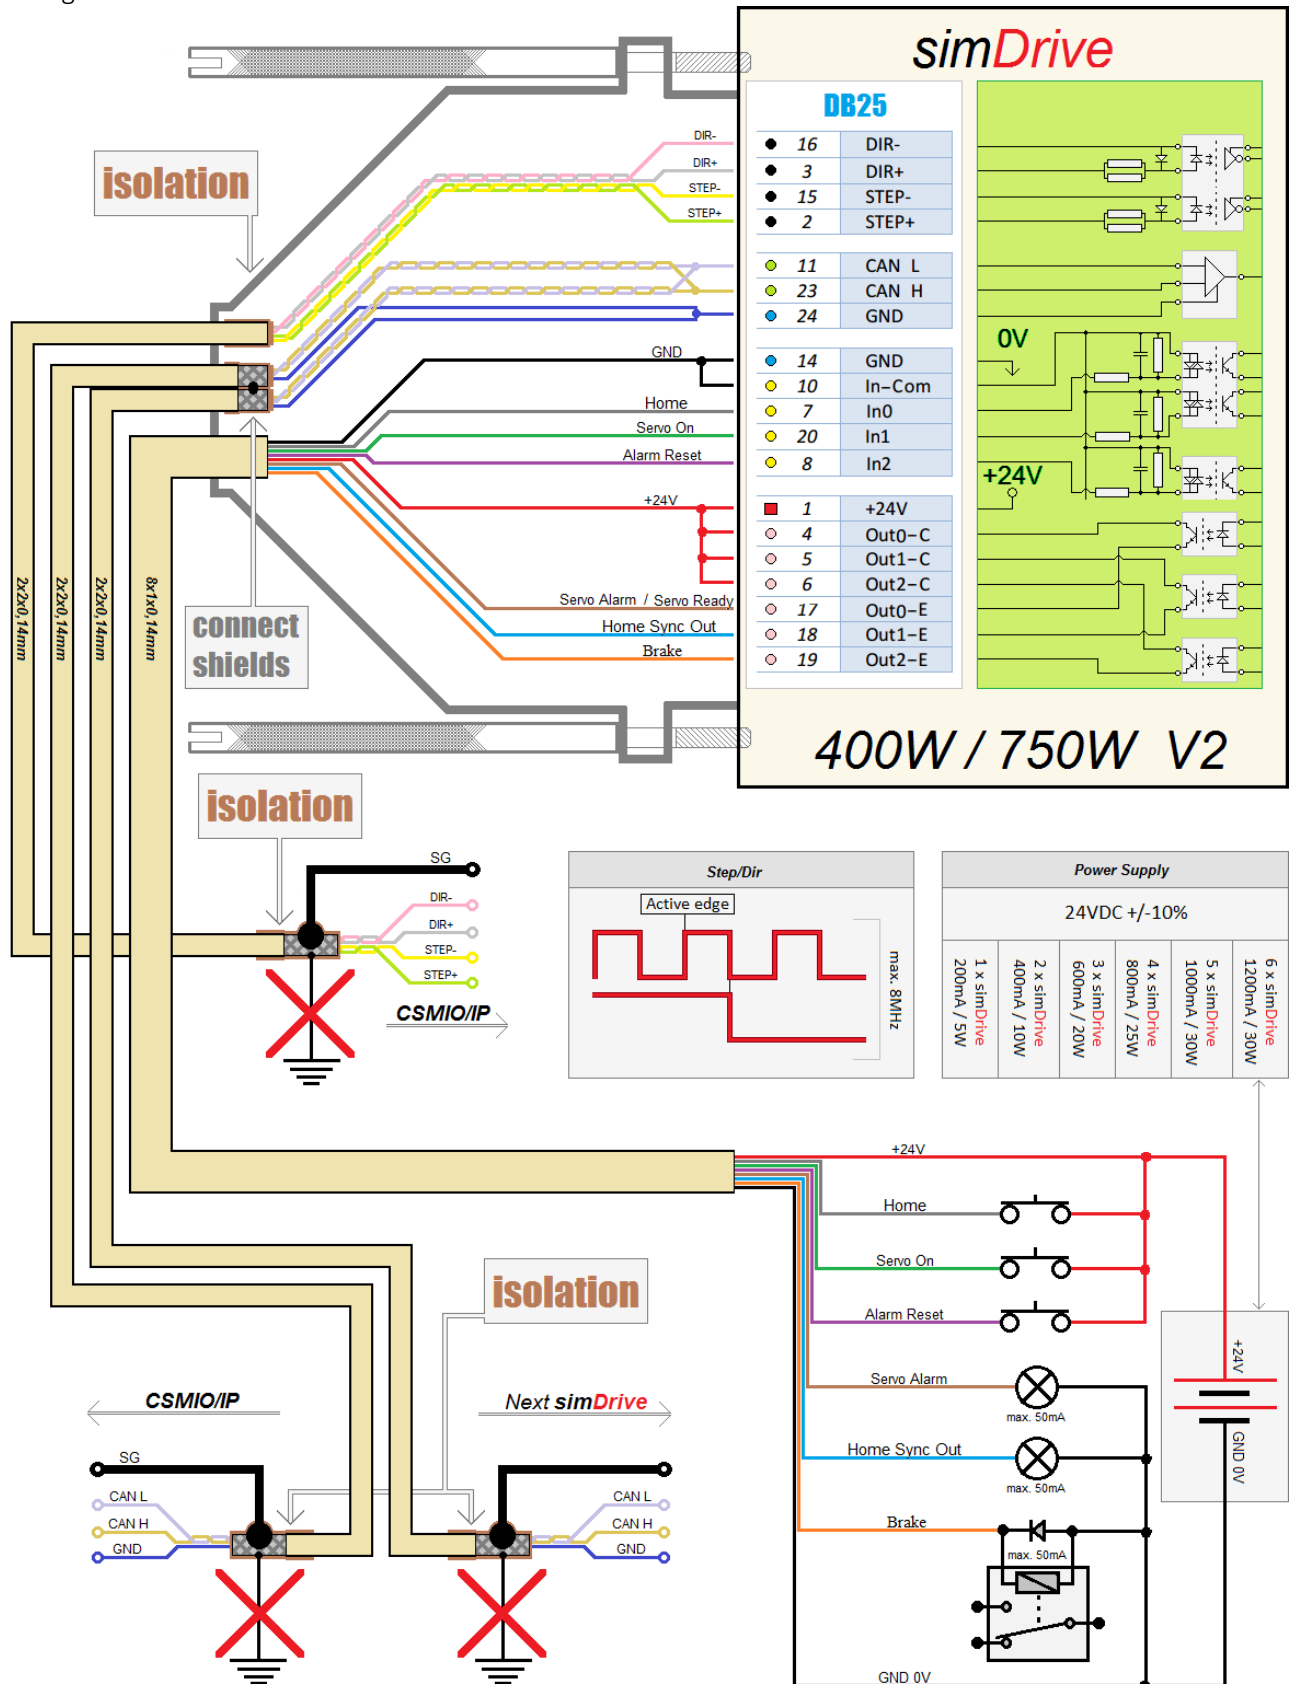 simDrive
DB25
16 DIR-
3 DIR+
15 STEP-
2 STEP+
11 CAN L
23 CAN H
24 GND
14 GND
10 In-Com
7 In0
20 In1
8 In2
1 +24V
4 Out0-C
5 Out1-C
6 Out2-C
17 Out0-E
18 Out1-E
19 Out2-E
0V
+24V
400W / 750W V2
DIR-
DIR+
STEP-
STEP+
isolation
GND
Home
Servo On
Alarm Reset
+24V
Servo Alarm / Servo Ready
Home Sync Out
Brake
connect
shields
2x2x0,14mm
2x2x0,14mm
2x2x0,14mm
8x1x0,14mm
isolation
SG
DIR-
DIR+
STEP-
STEP+
CSMIO/IP
Step/Dir
Active edge
max. 8MHz
Power Supply
24VDC +/-10%
1 x simDrive
200mA / 5W
2 x simDrive
400mA / 10W
3 x simDrive
600mA / 20W
4 x simDrive
800mA / 25W
5 x simDrive
1000mA / 30W
6 x simDrive
1200mA / 30W
+24V
Home
Servo On
Alarm Reset
Servo Alarm
max. 50mA
Home Sync Out
max. 50mA
Brake
max. 50mA
GND 0V
+24V
GND 0V
isolation
CSMIO/IP
SG
CAN L
CAN H
GND
Next simDrive
CAN L
CAN H
GND